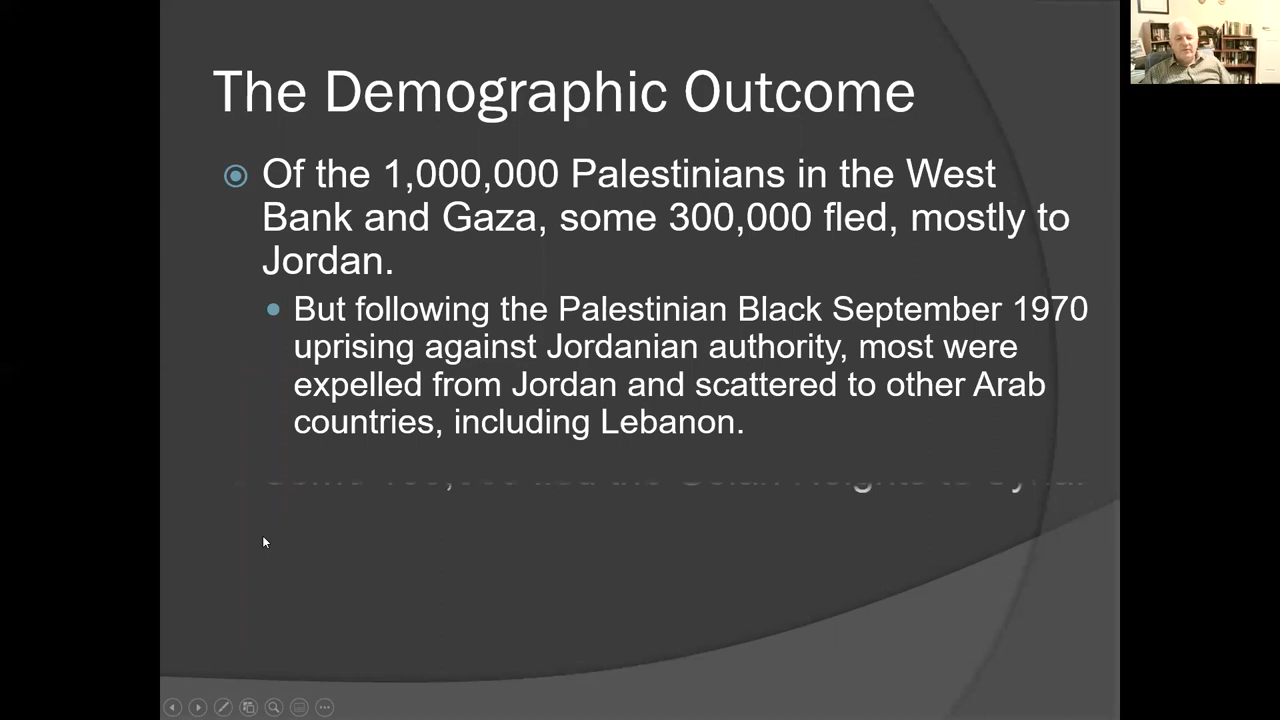 The Demographic Outcome
Of the 1,000,000 Palestinians in the West
Bank and Gaza, some 300,000 fled, mostly to
Jordan.
But following the Palestinian Black September 1970
uprising against Jordanian authority, most were
expelled from Jordan and scattered to other Arab
countries, including Lebanon.